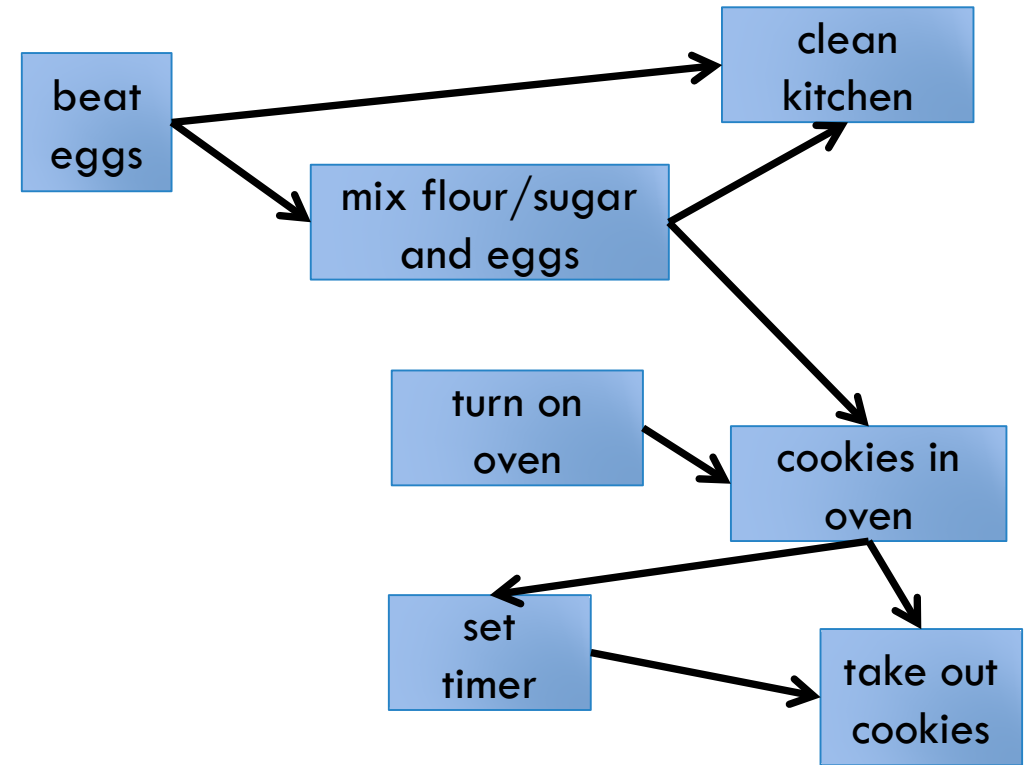 clean
kitchen
beat
eggs
mix flour/sugar
and eggs
turn on
oven
cookies in
oven
set
timer
take out
cookies